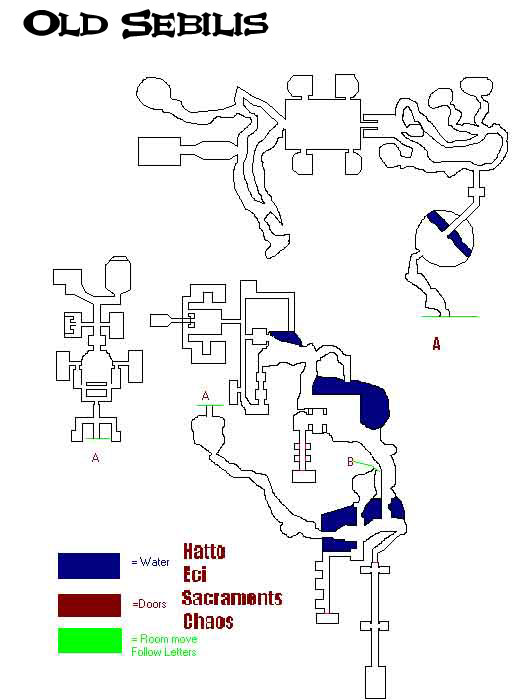 OLD SEBILIS
A
A
B
A
= Water
=Doors
= Room move
Follow Letters
Hatto
Eci
Sacraments
Chaos